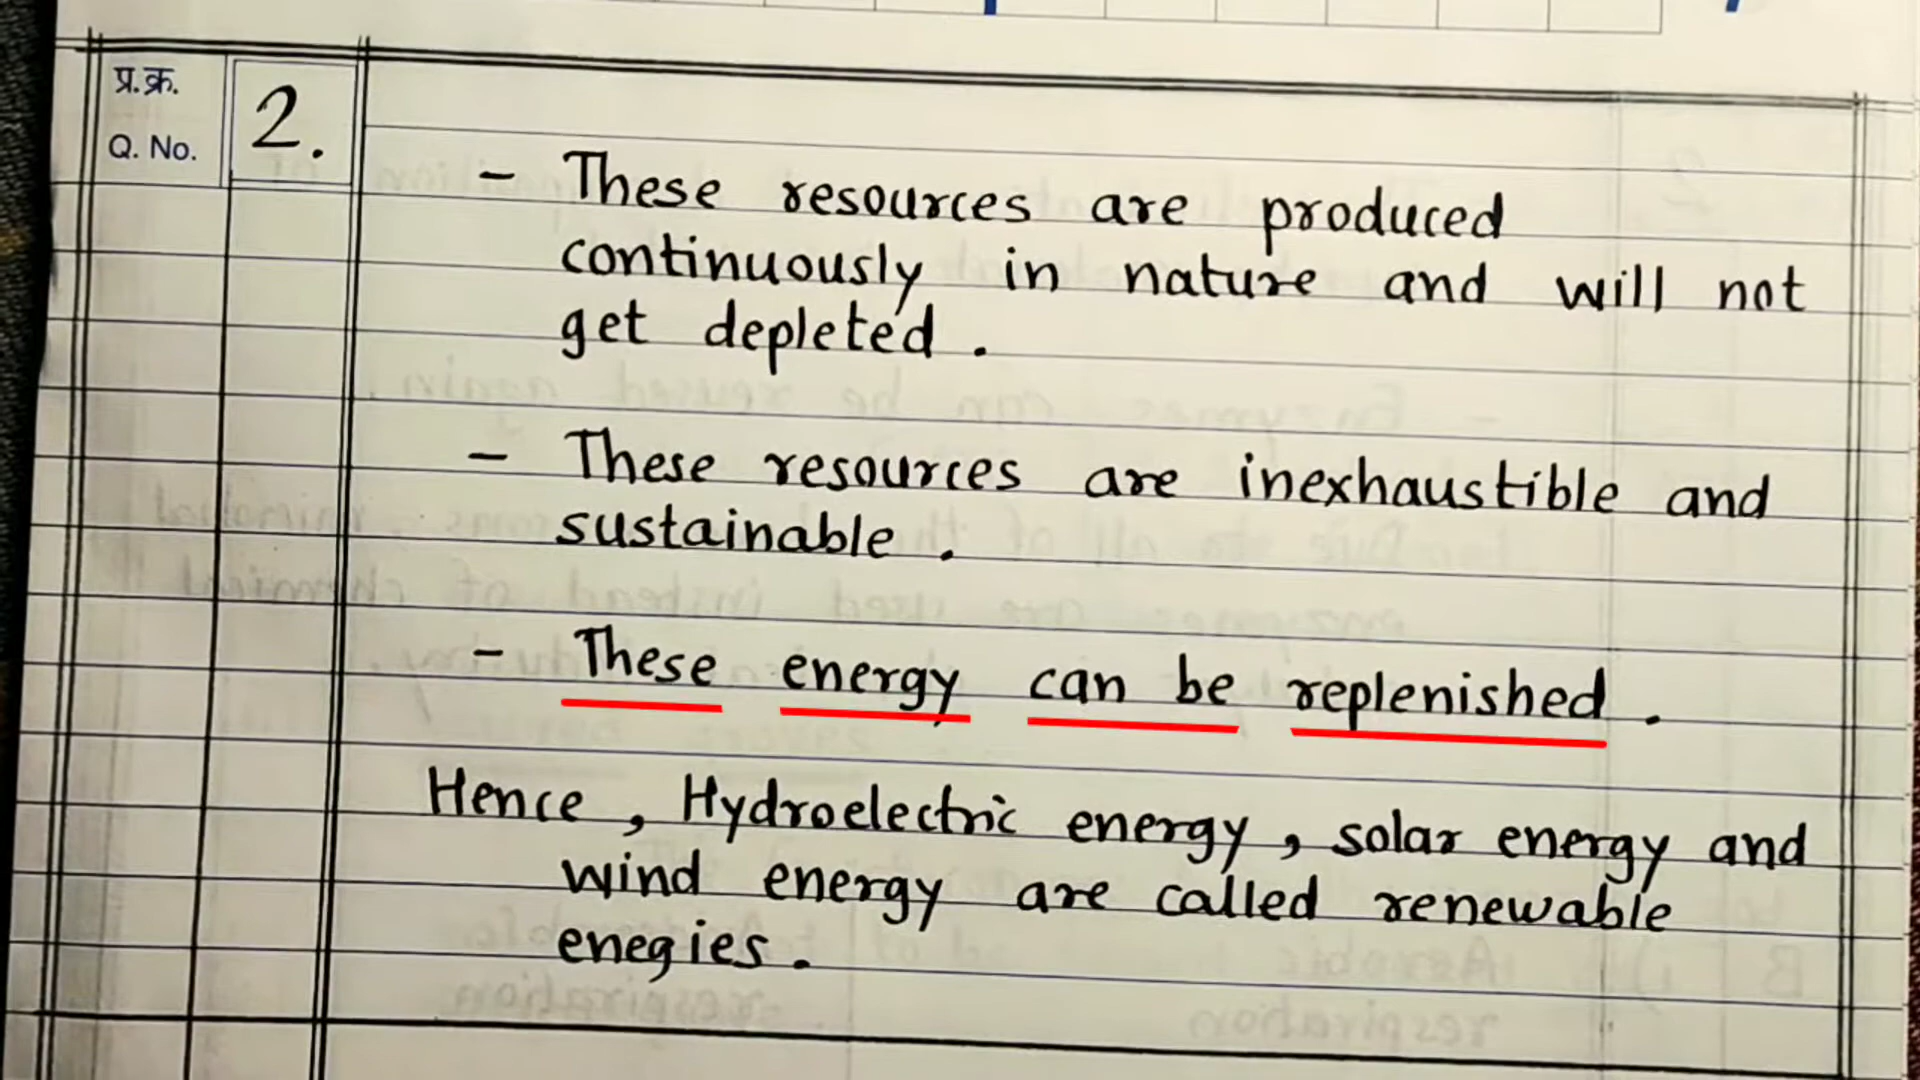 प्र.क्र.
Q. No.
2.
- These resources are produced
continuously in nature and will not
get depleted.
- These resources are inexhaustible and
sustainable.
- These energy can be replenished.
Hence, Hydroelectric energy, solar energy and
wind energy are called renewable
enegies.